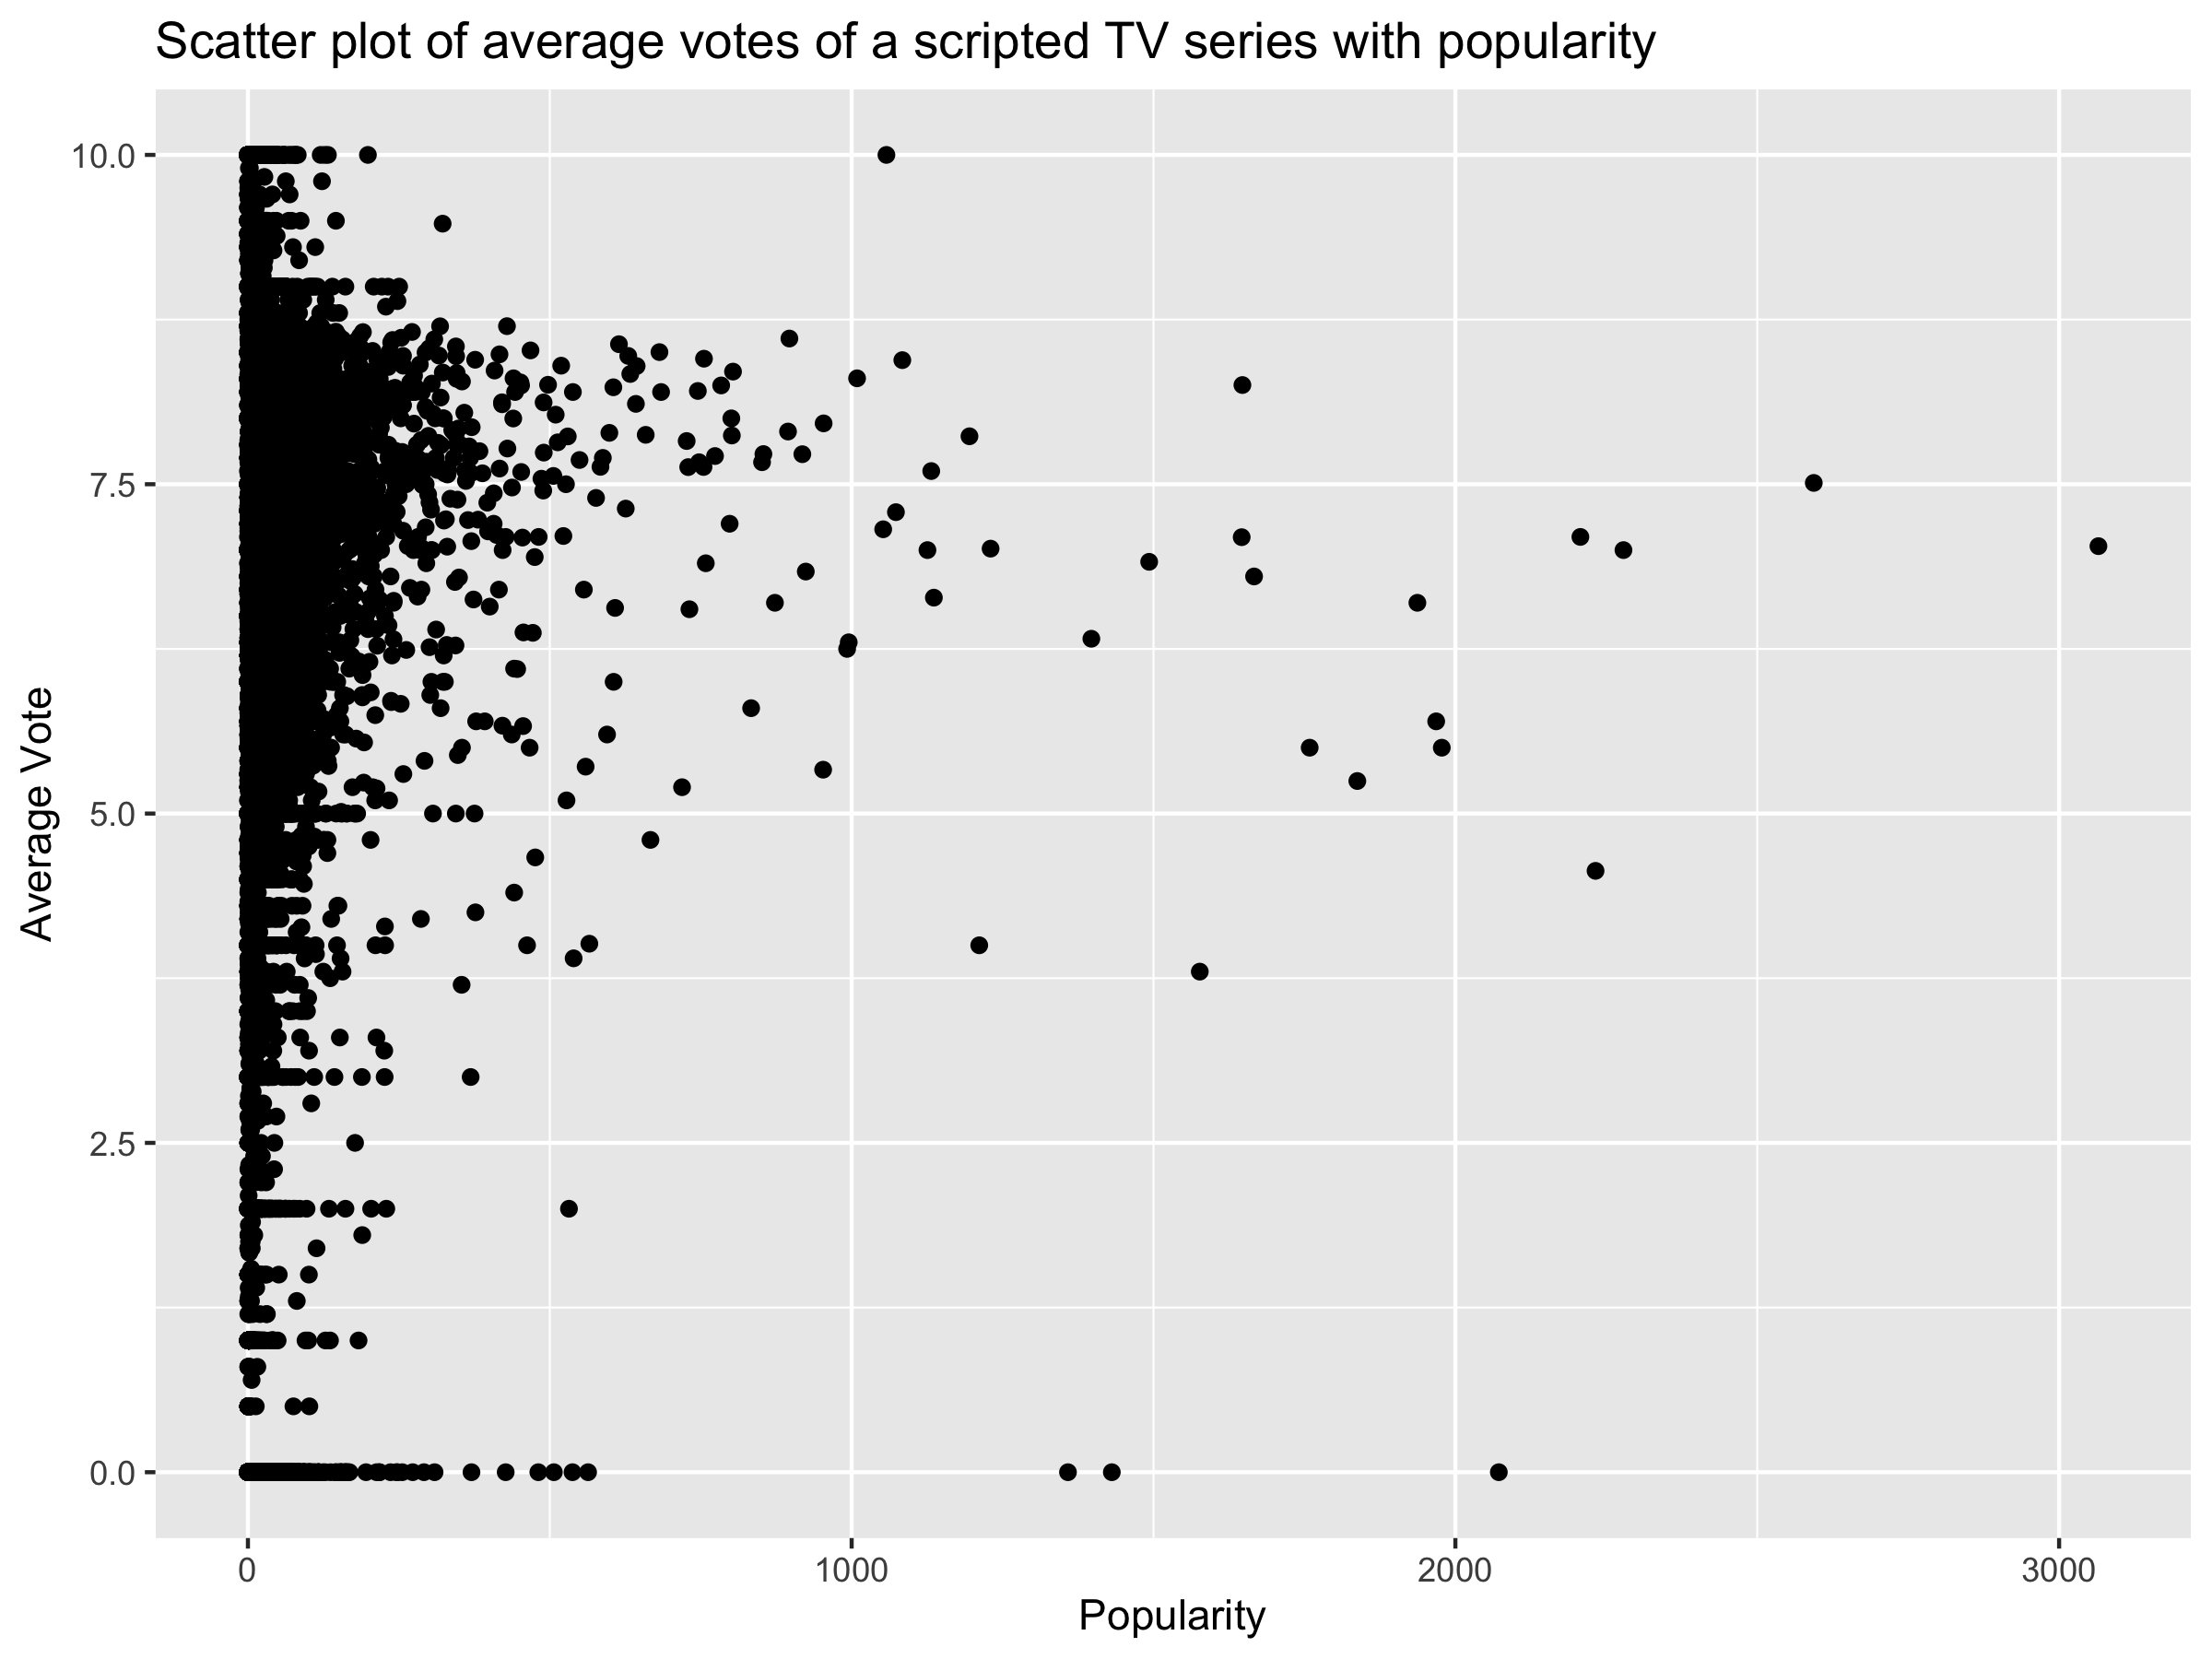 Scatter plot of average votes of a scripted TV series with popularity
10.0
7.5
5.0
2.5
0.0
Average Vote
0 1000 2000 3000
Popularity